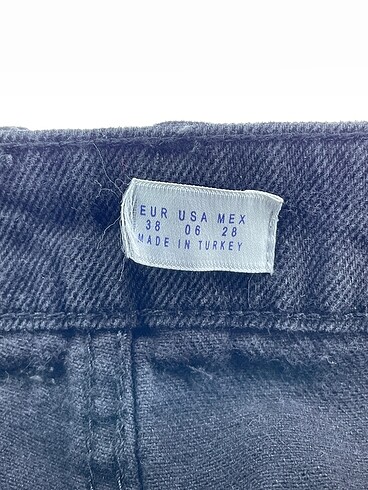 EUR USA MEX
38 06 28
MADE IN TURKEY